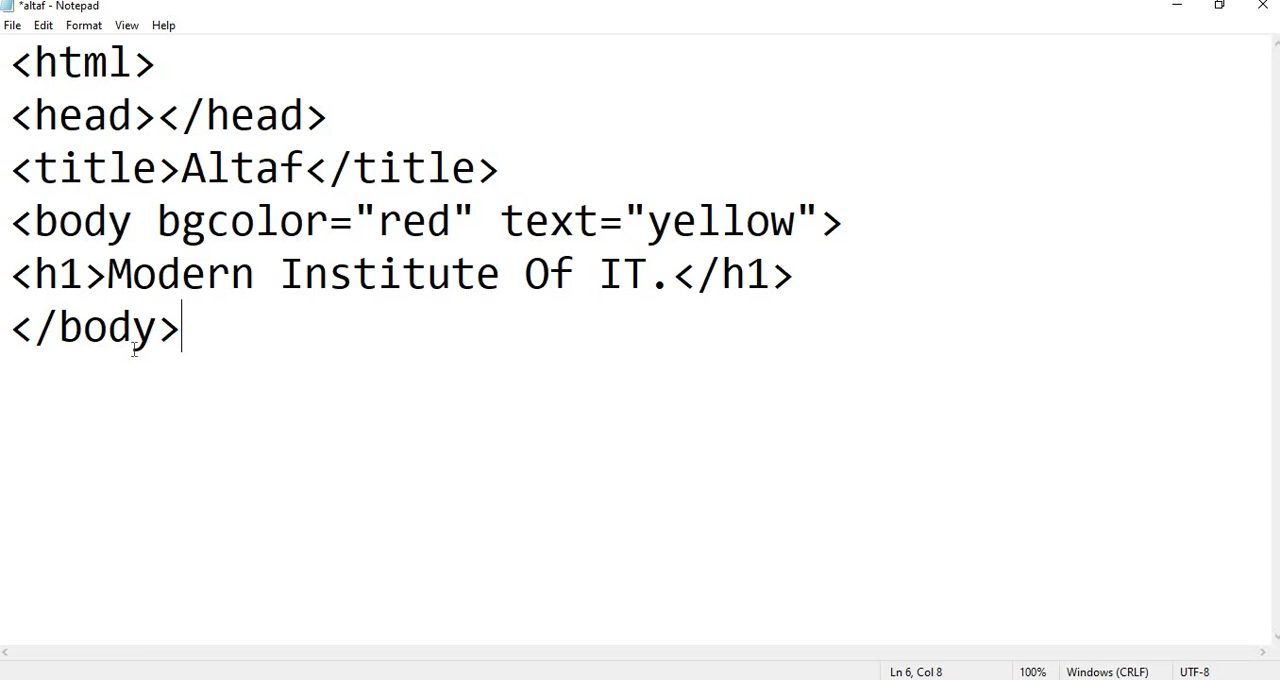 *altaf - Notepad
File Edit Format View Help
<html>
<head></head>
<title>Altaf</title>
<body bgcolor="red" text="yellow">
<h1>Modern Institute Of IT.</h1>
</body>
Ln 6, Col 8 100% Windows (CRLF) UTF-8